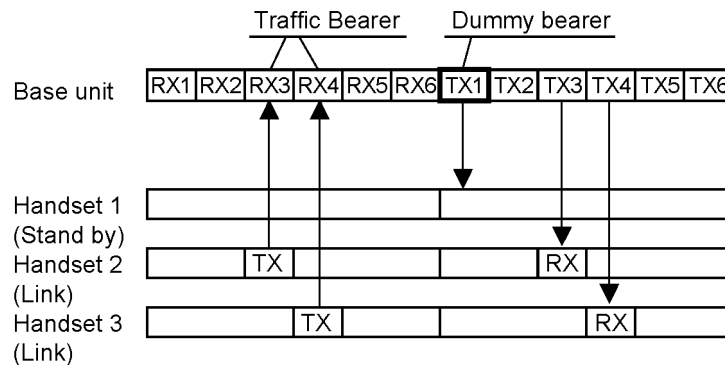 Traffic Bearer Dummy bearer
Base unit RX1 RX2 RX3 RX4 RX5 RX6 TX1 TX2 TX3 TX4 TX5 TX6
Handset 1
(Stand by)
Handset 2 TX RX
(Link)
Handset 3 TX RX
(Link)